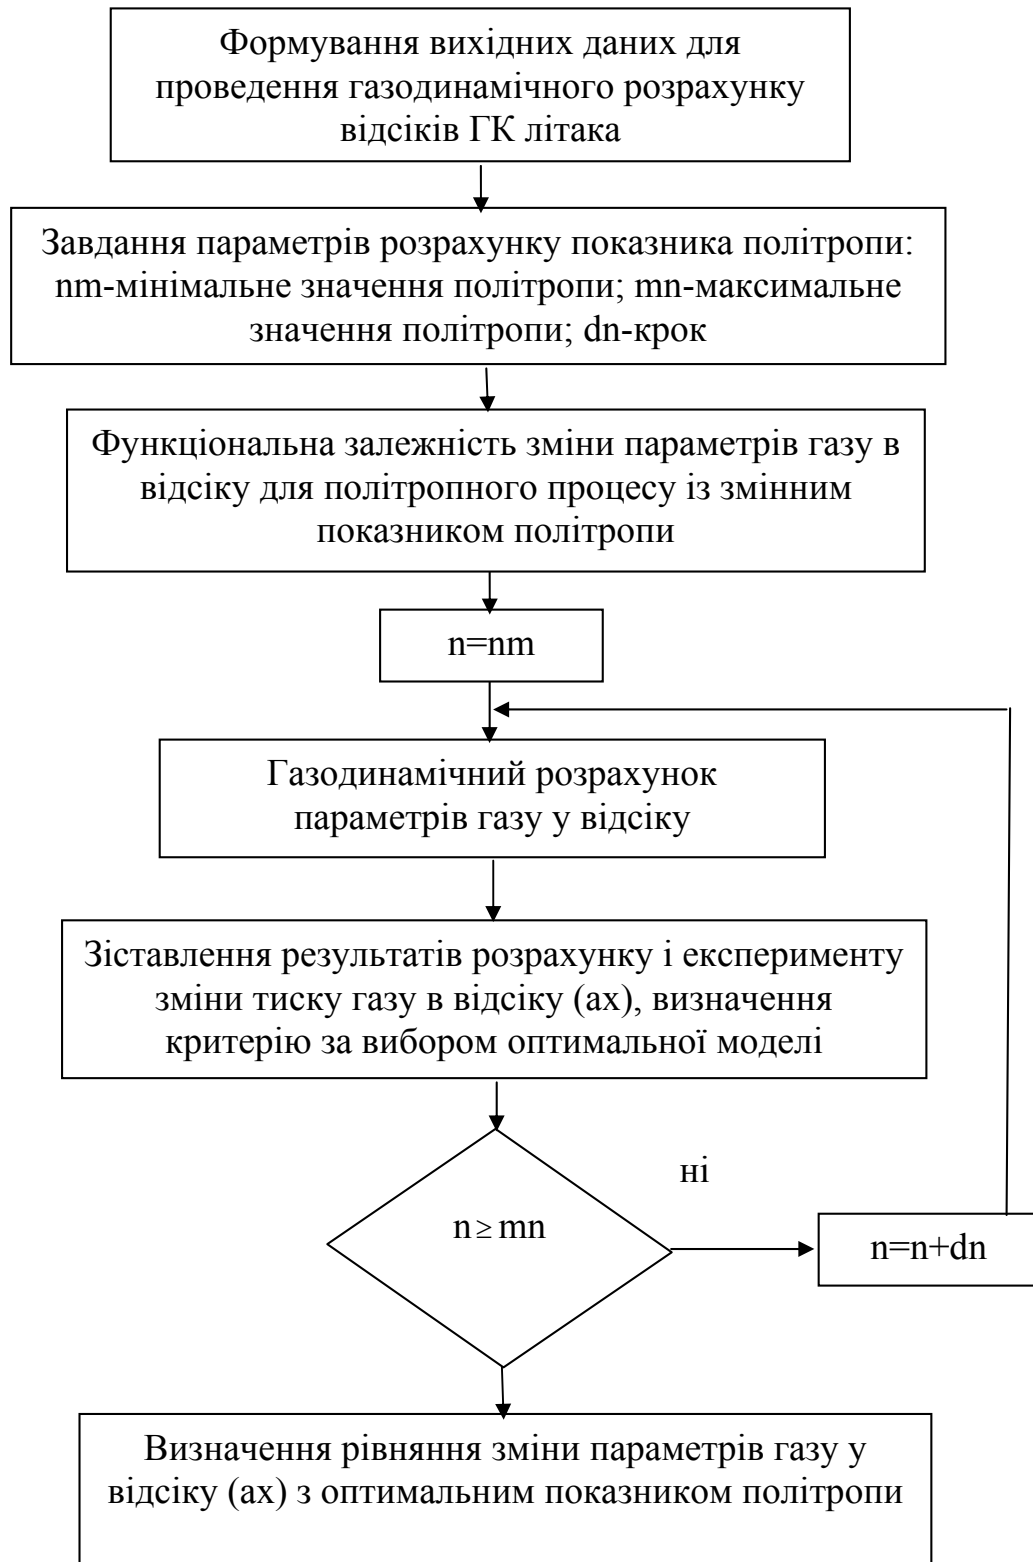 Формування вихідних даних для
проведення газодинамічного розрахунку
відсіків ГК літака
Завдання параметрів розрахунку показника політропи:
nm-мінімальне значення політропи; mn-максимальне
значення політропи; dn-крок
Функціональна залежність зміни параметрів газу в
відсіку для політропного процесу із змінним
показником політропи
n=nm
Газодинамічний розрахунок
параметрів газу у відсіку
Зіставлення результатів розрахунку і експерименту
зміни тиску газу в відсіку (ах), визначення
критерію за вибором оптимальної моделі
ні
n ≥ mn
n=n+dn
Визначення рівняння зміни параметрів газу у
відсіку (ах) з оптимальним показником політропи